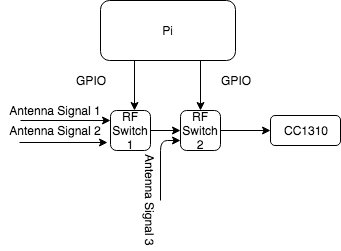 Pi
GPIO
GPIO
Antenna Signal 1
Antenna Signal 2
RF
Switch
1
RF
Switch
2
CC1310
Antenna Signal 3